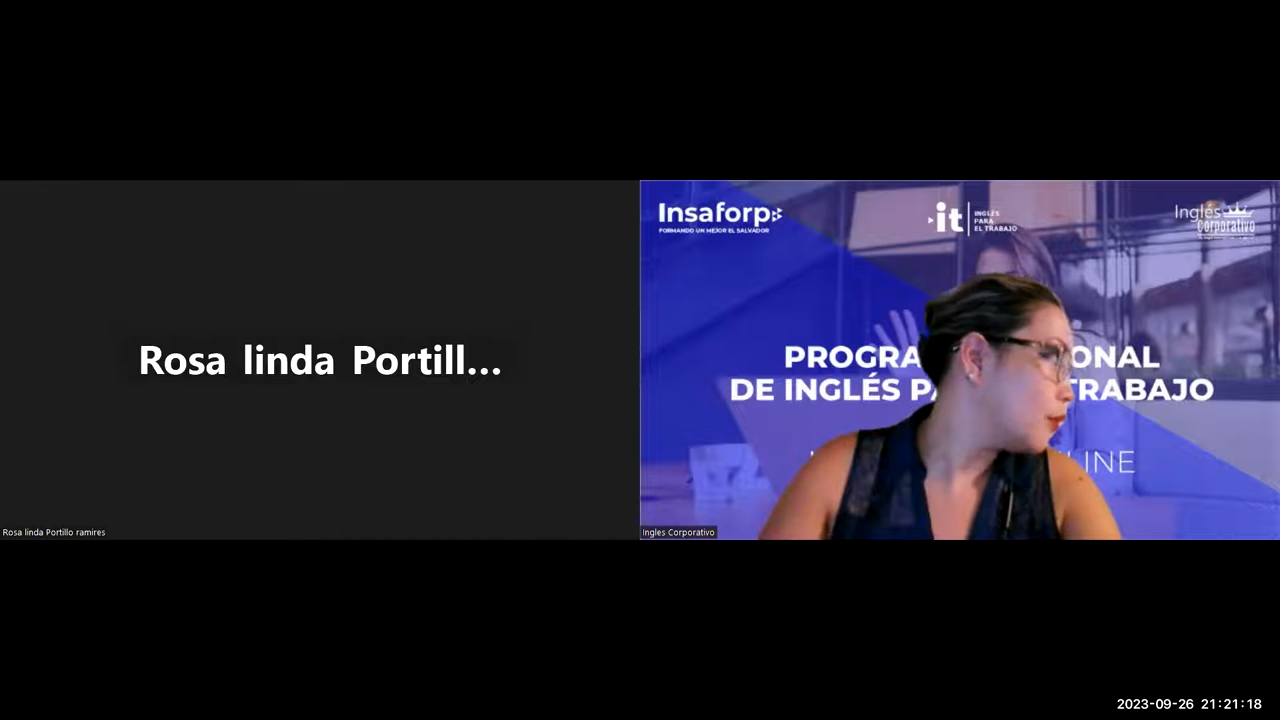 Insaforp
FORMANDO UN MEJOR EL SALVADOR
it
INGLÉS
PARA
EL TRABAJO
Inglés
Corporativo
Rosa linda Portill...
PROGRA ONAL
DE INGLÉS PA TRABAJO
LINE
Rosa linda Portillo ramires
Ingles Corporativo
2023-09-26 21:21:18